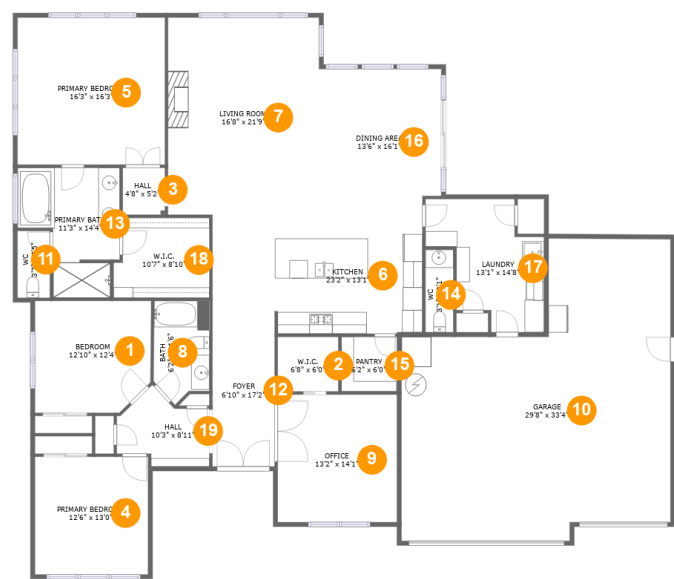 PRIMARY BEDRO
16'3" x 16'3
5
LIVING ROOM
16'8" x 21'9
7
DINING AREA
13'6" x 16'1
16
HALL
4'8" x 5'2
3
PRIMARY BAT
11'3" x 14'4
13
WC
11
W.I.C.
10'7" x 8'10
18
KITCHEN
23'2" x 13'1
6
LAUNDRY
13'1" x 14'8
17
WC
14
BEDROOM
12'10" x 12'4
1
BATH
8
W.I.C.
6'8" x 6'0
2
PANTRY
6'2" x 6'0
15
FOYER
6'10" x 17'2
12
GARAGE
29'8" x 33'4
10
HALL
10'3" x 8'11
19
OFFICE
13'2" x 14'1
9
PRIMARY BEDRO
12'6" x 13'0
4